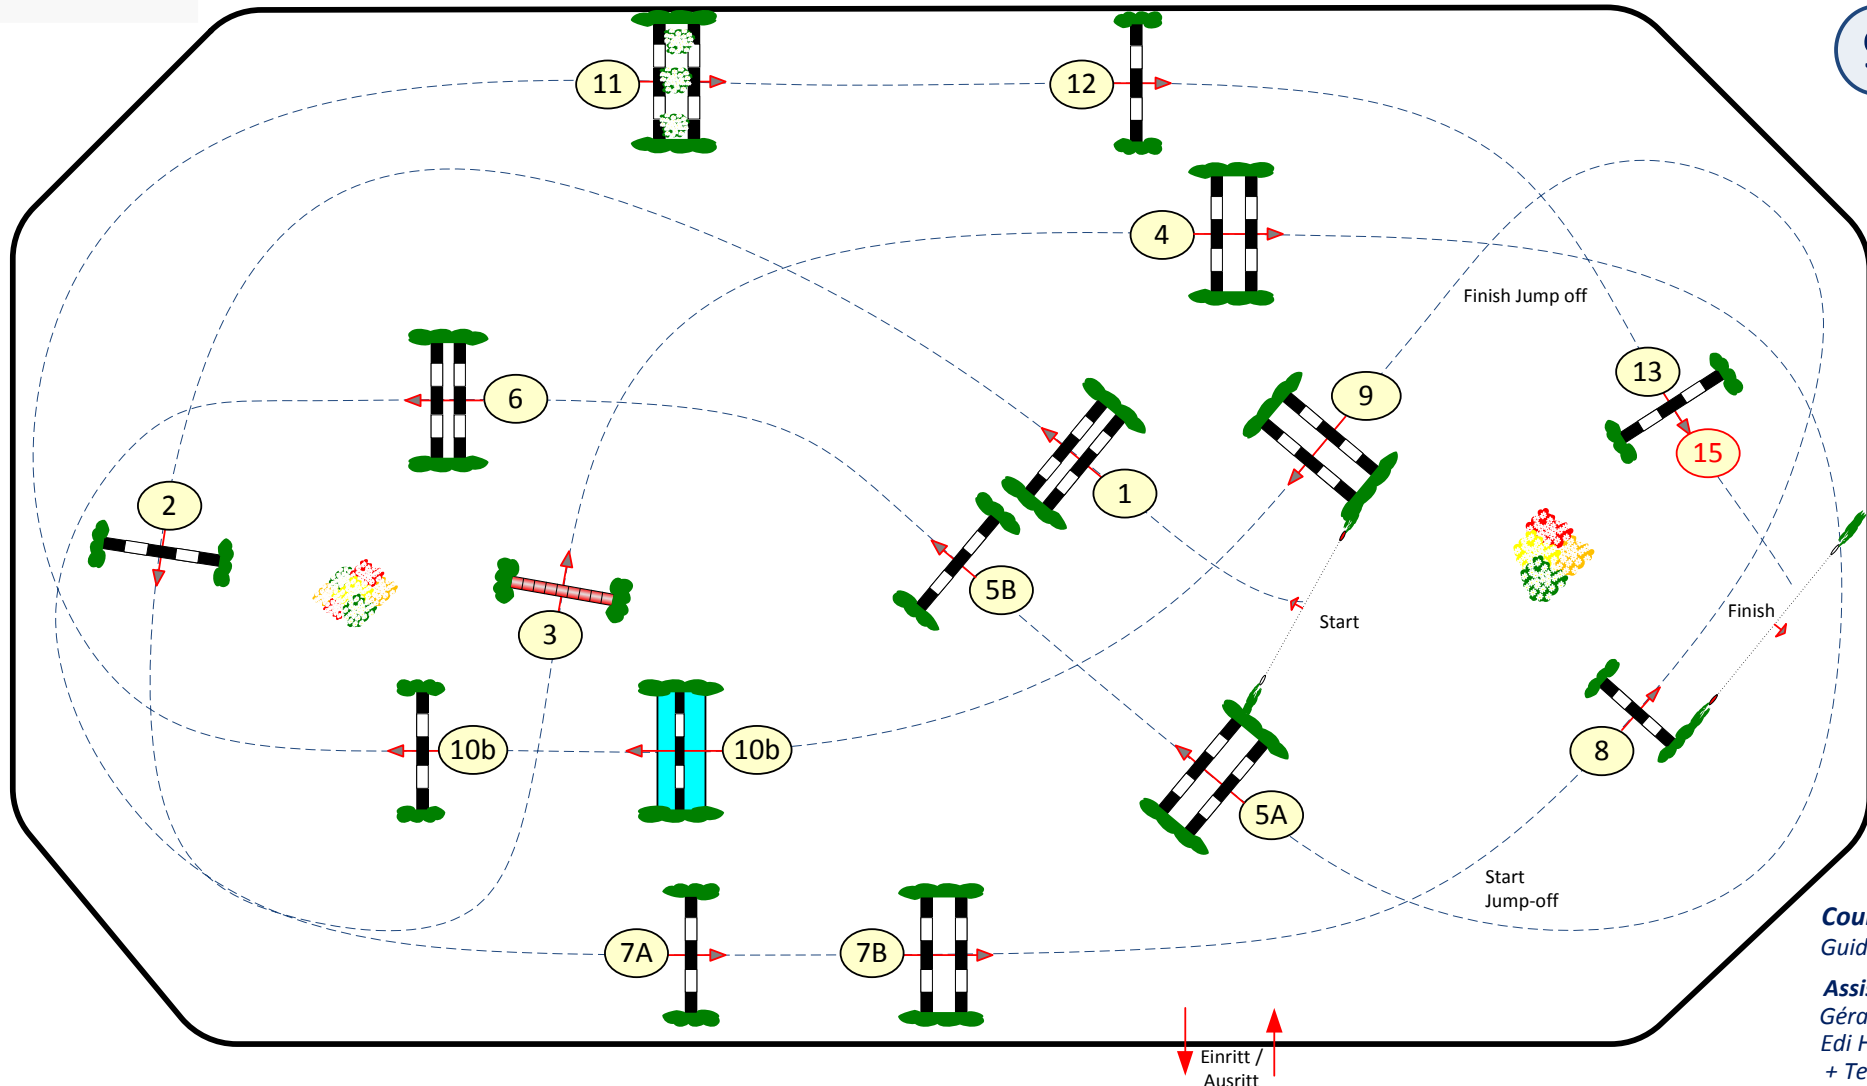 11
12
4
Finish Jump off
13
6
9
15
2
1
5B
3
Start
Finish
10b
10b
8
5A
Start
Jump-off
7A
7B
Einritt /
Ausritt
+